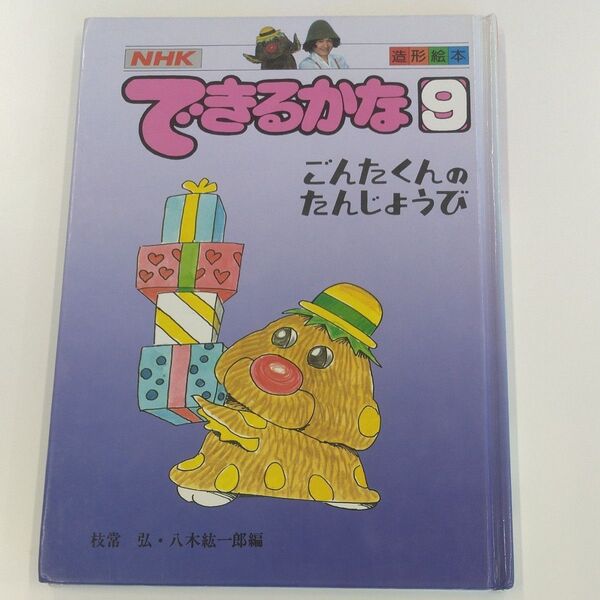 NHK
造形絵本
できるかな9
ごんたくんの
たんじょうび
枝常 弘・八木紘一郎編